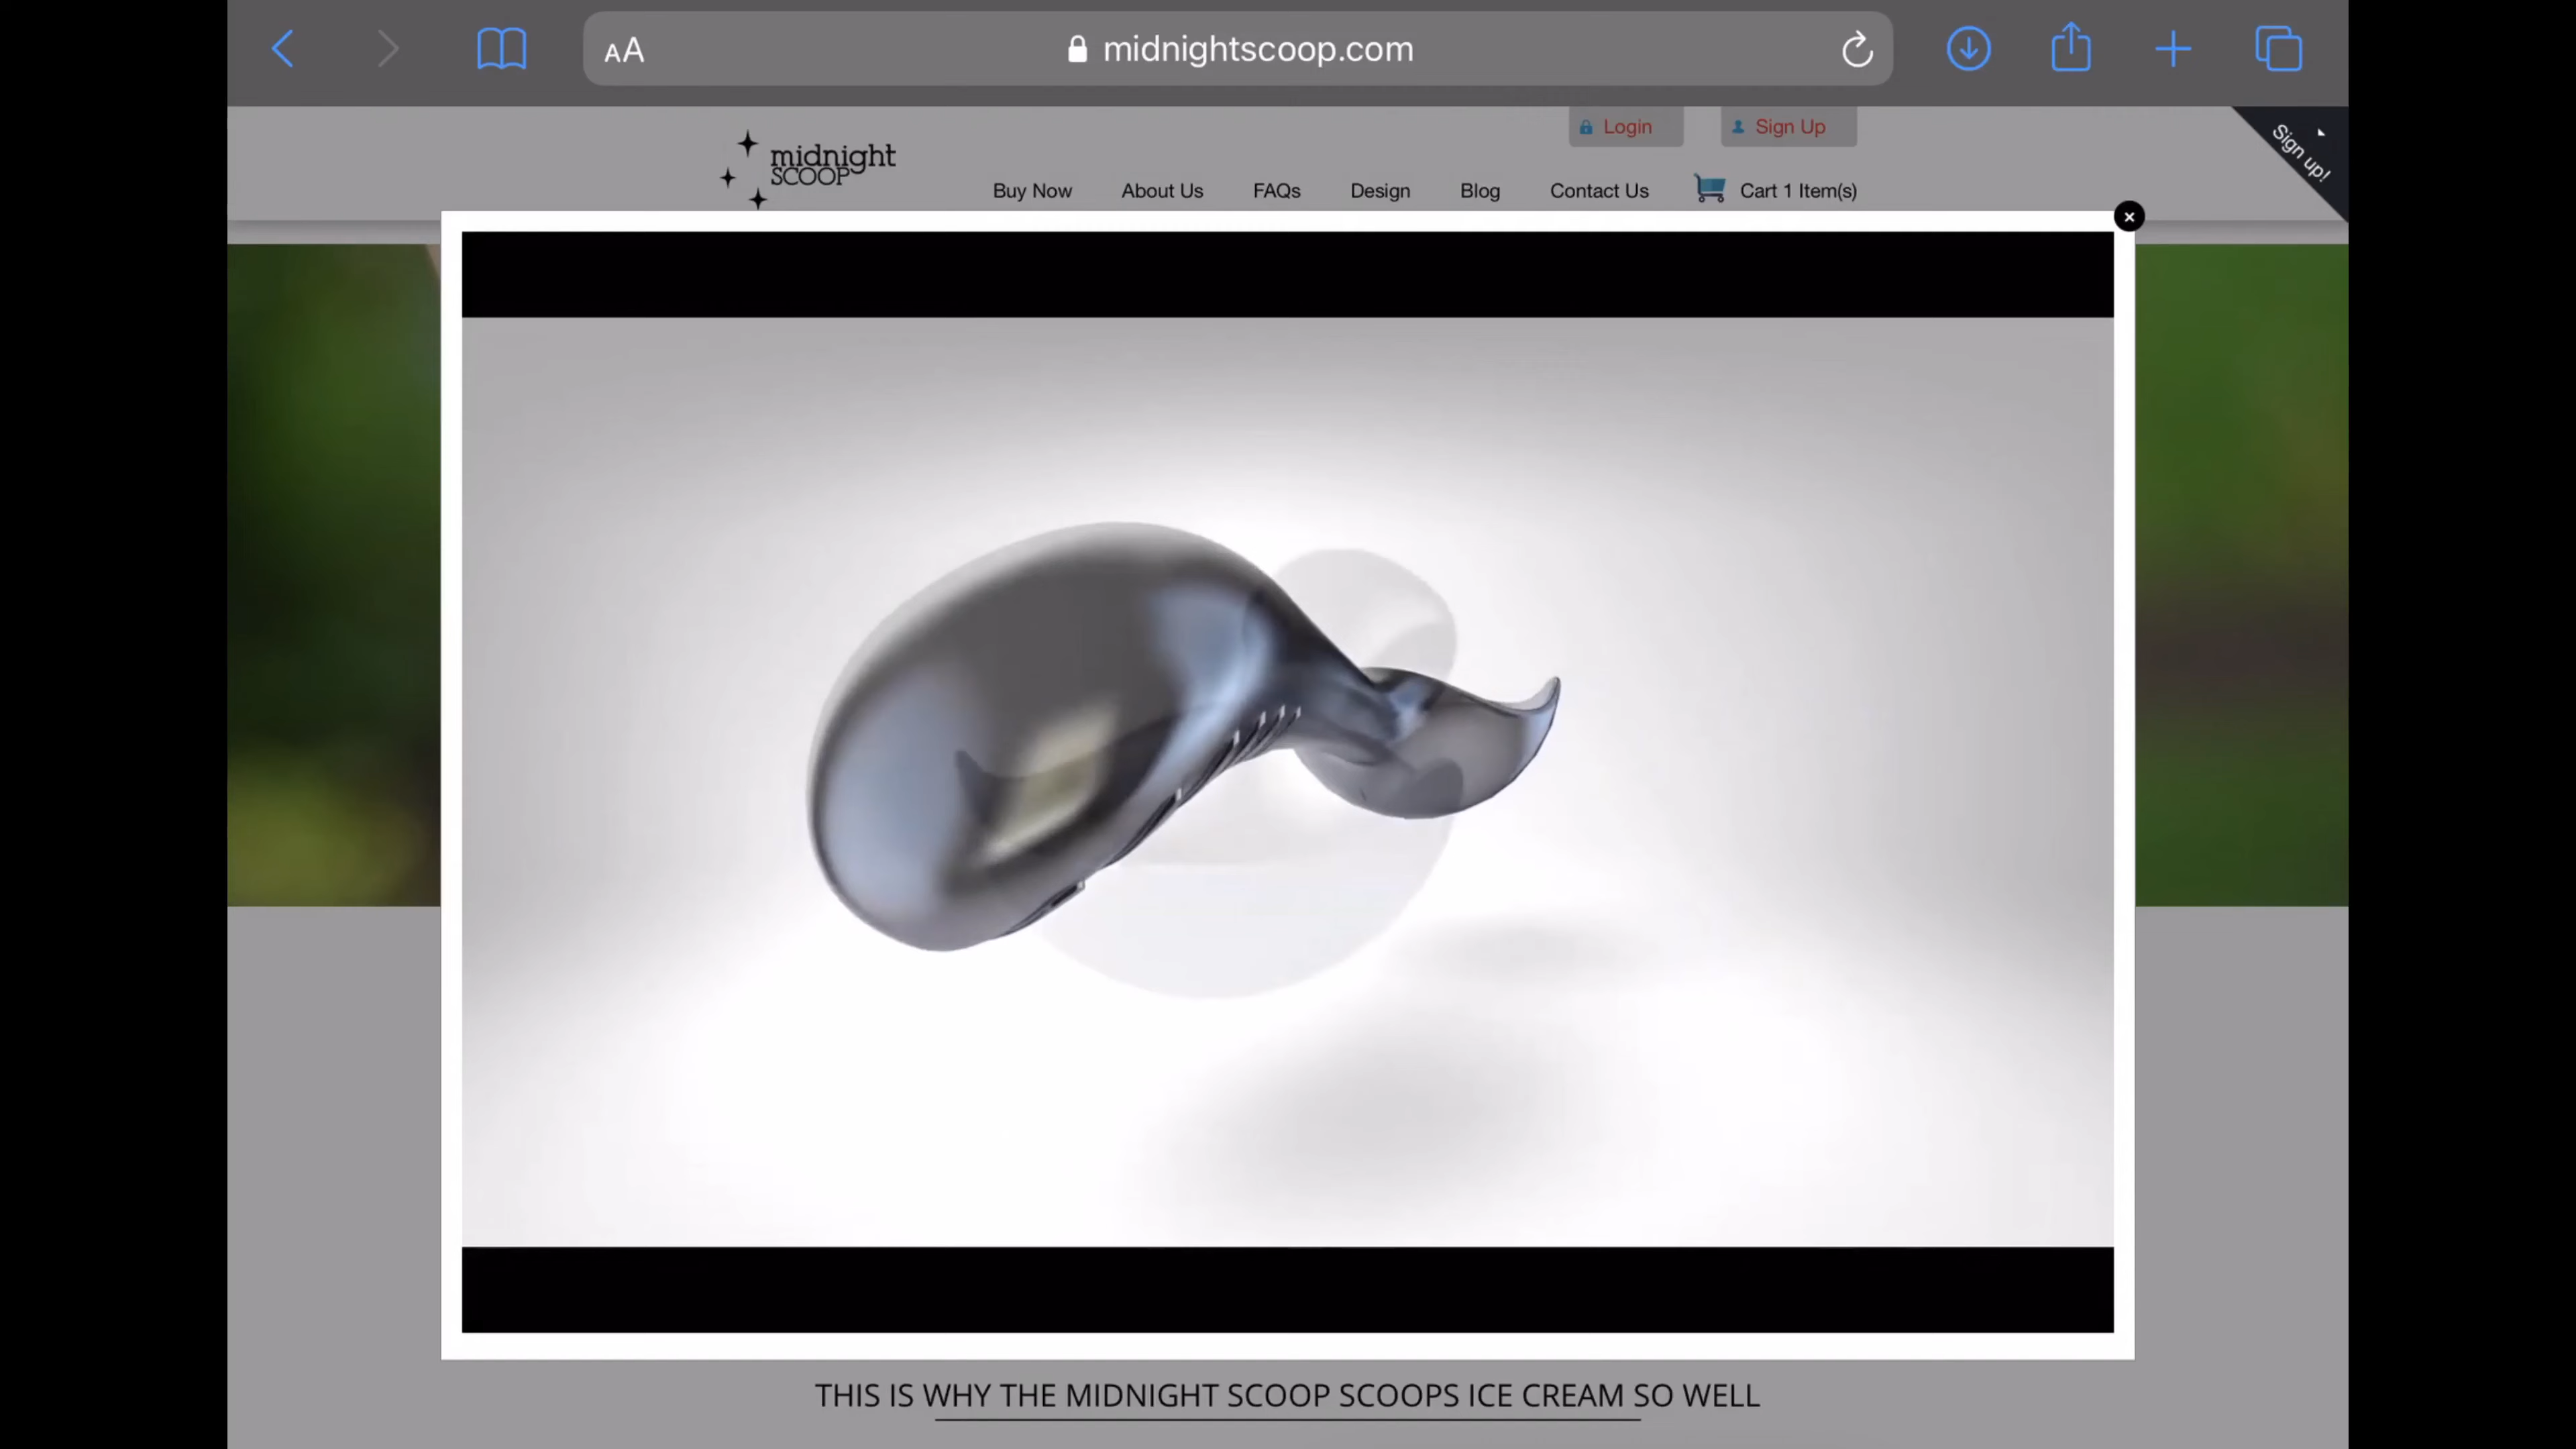 AA
midnightscoop.com
Login
Sign Up
Sign up!
midnight
SCOOP
Buy Now
About Us
FAQs
Design
Blog
Contact Us
Cart 1 Item(s)
THIS IS WHY THE MIDNIGHT SCOOP SCOOPS ICE CREAM SO WELL